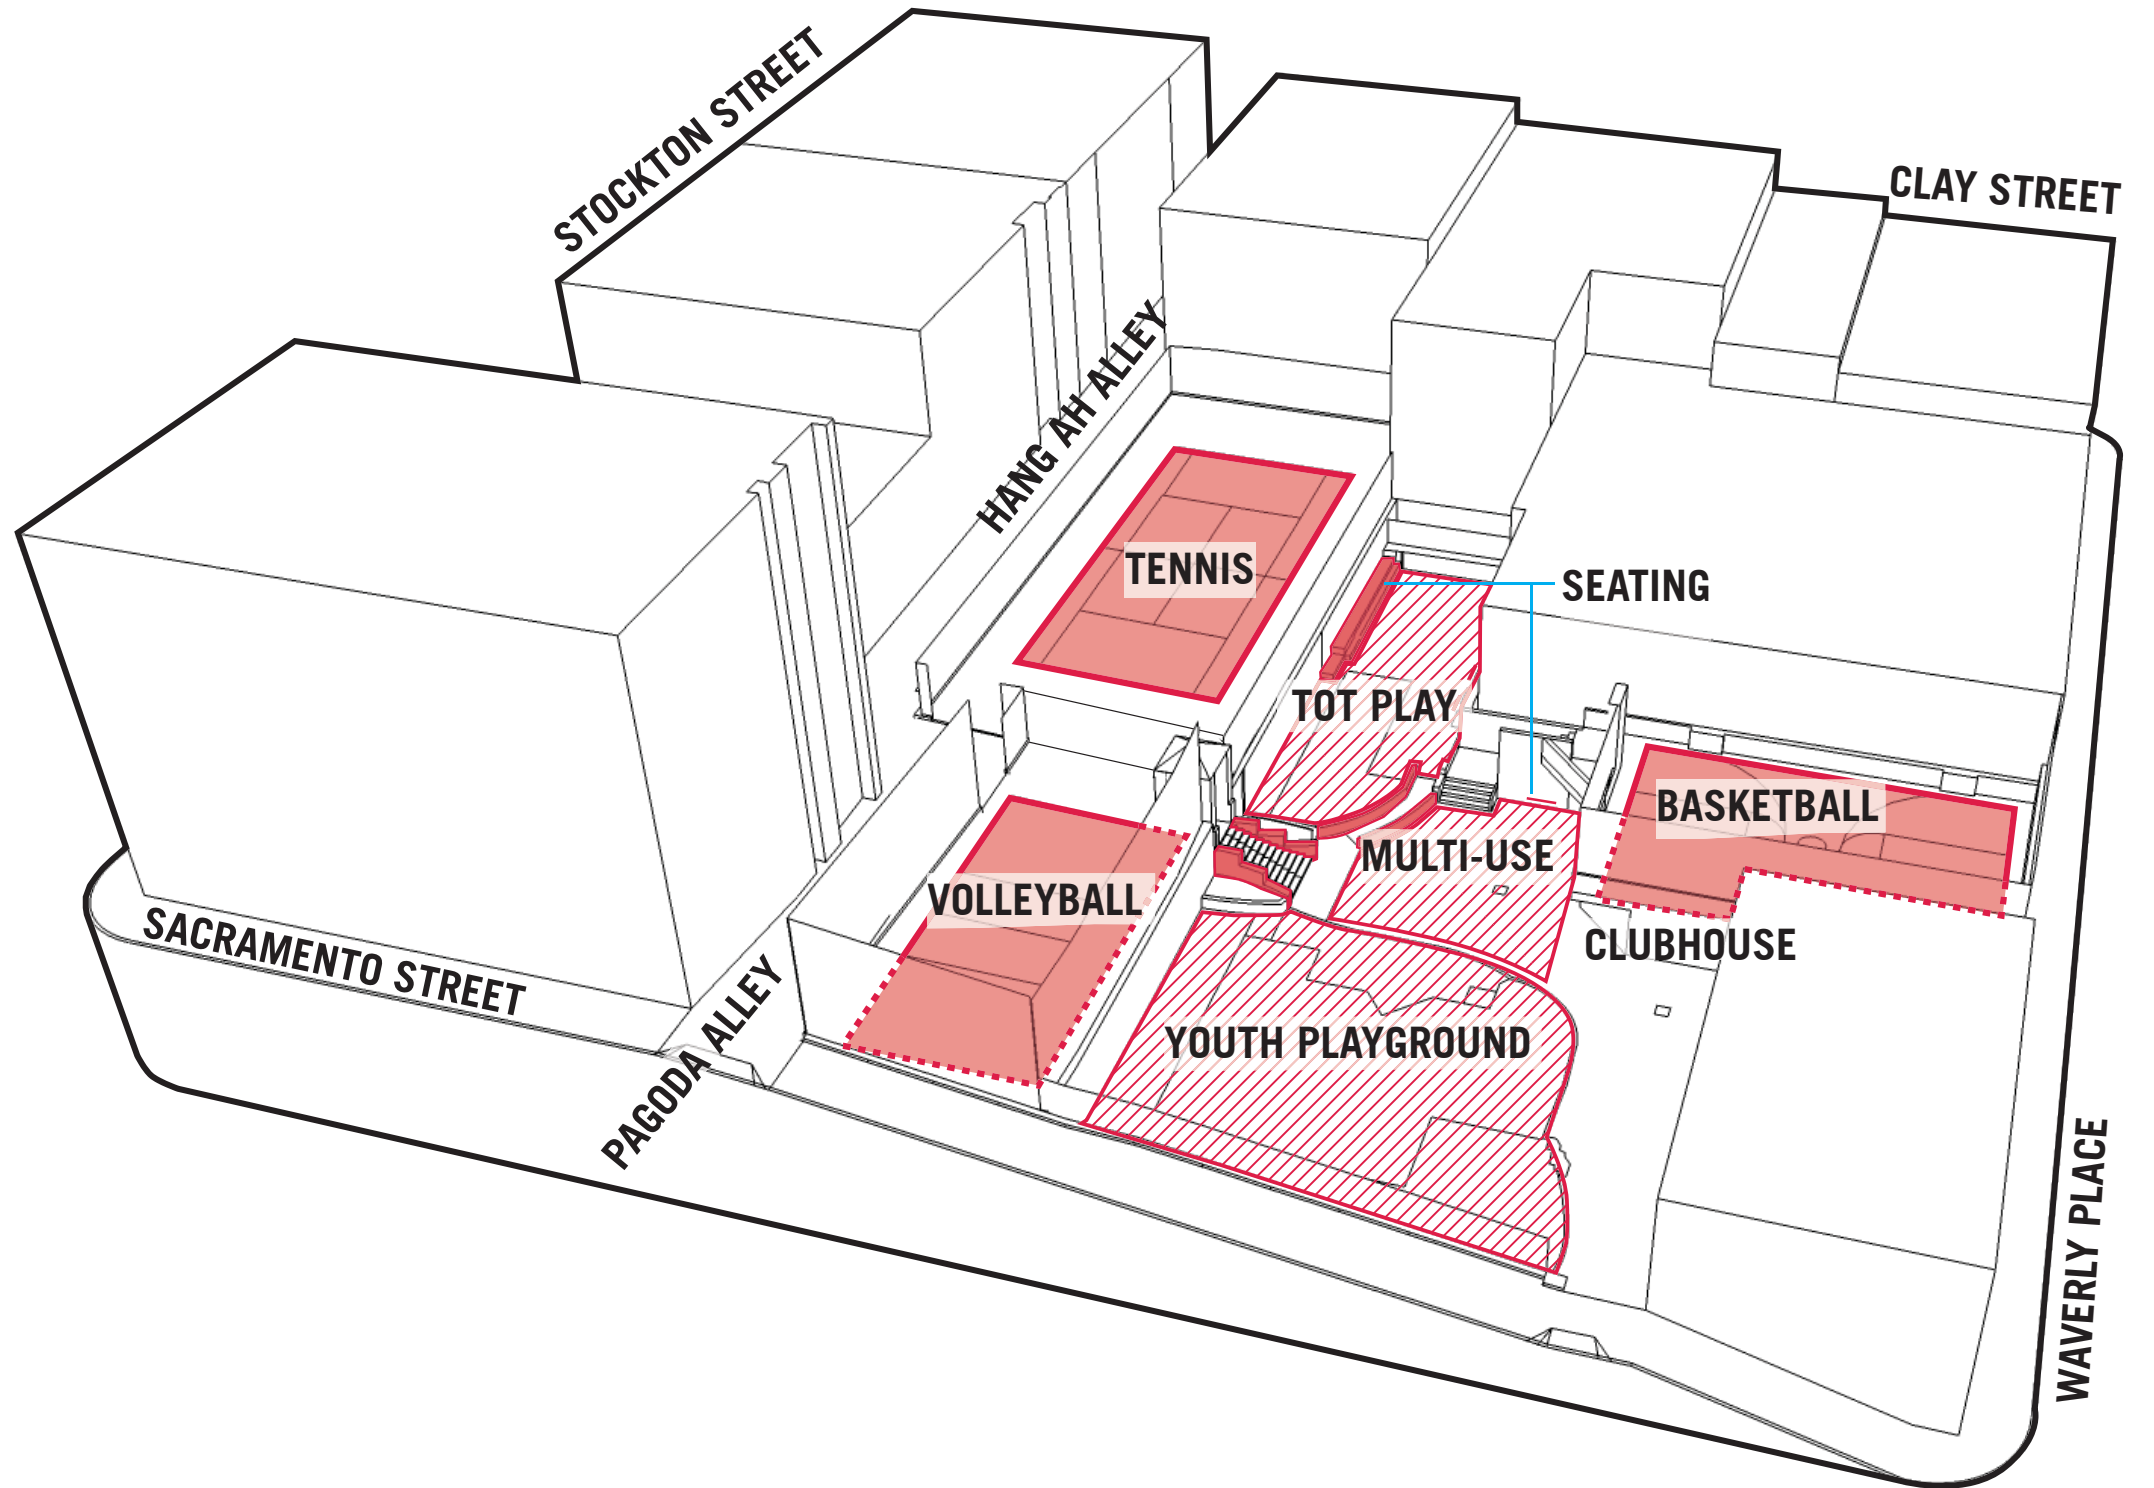 STOCKTON STREET
CLAY STREET
HANG AH ALLEY
TENNIS
SEATING
TOT PLAY
BASKETBALL
MULTI-USE
VOLLEYBALL
CLUBHOUSE
SACRAMENTO STREET
YOUTH PLAYGROUND
PAGODA ALLEY
WAVERLY PLACE